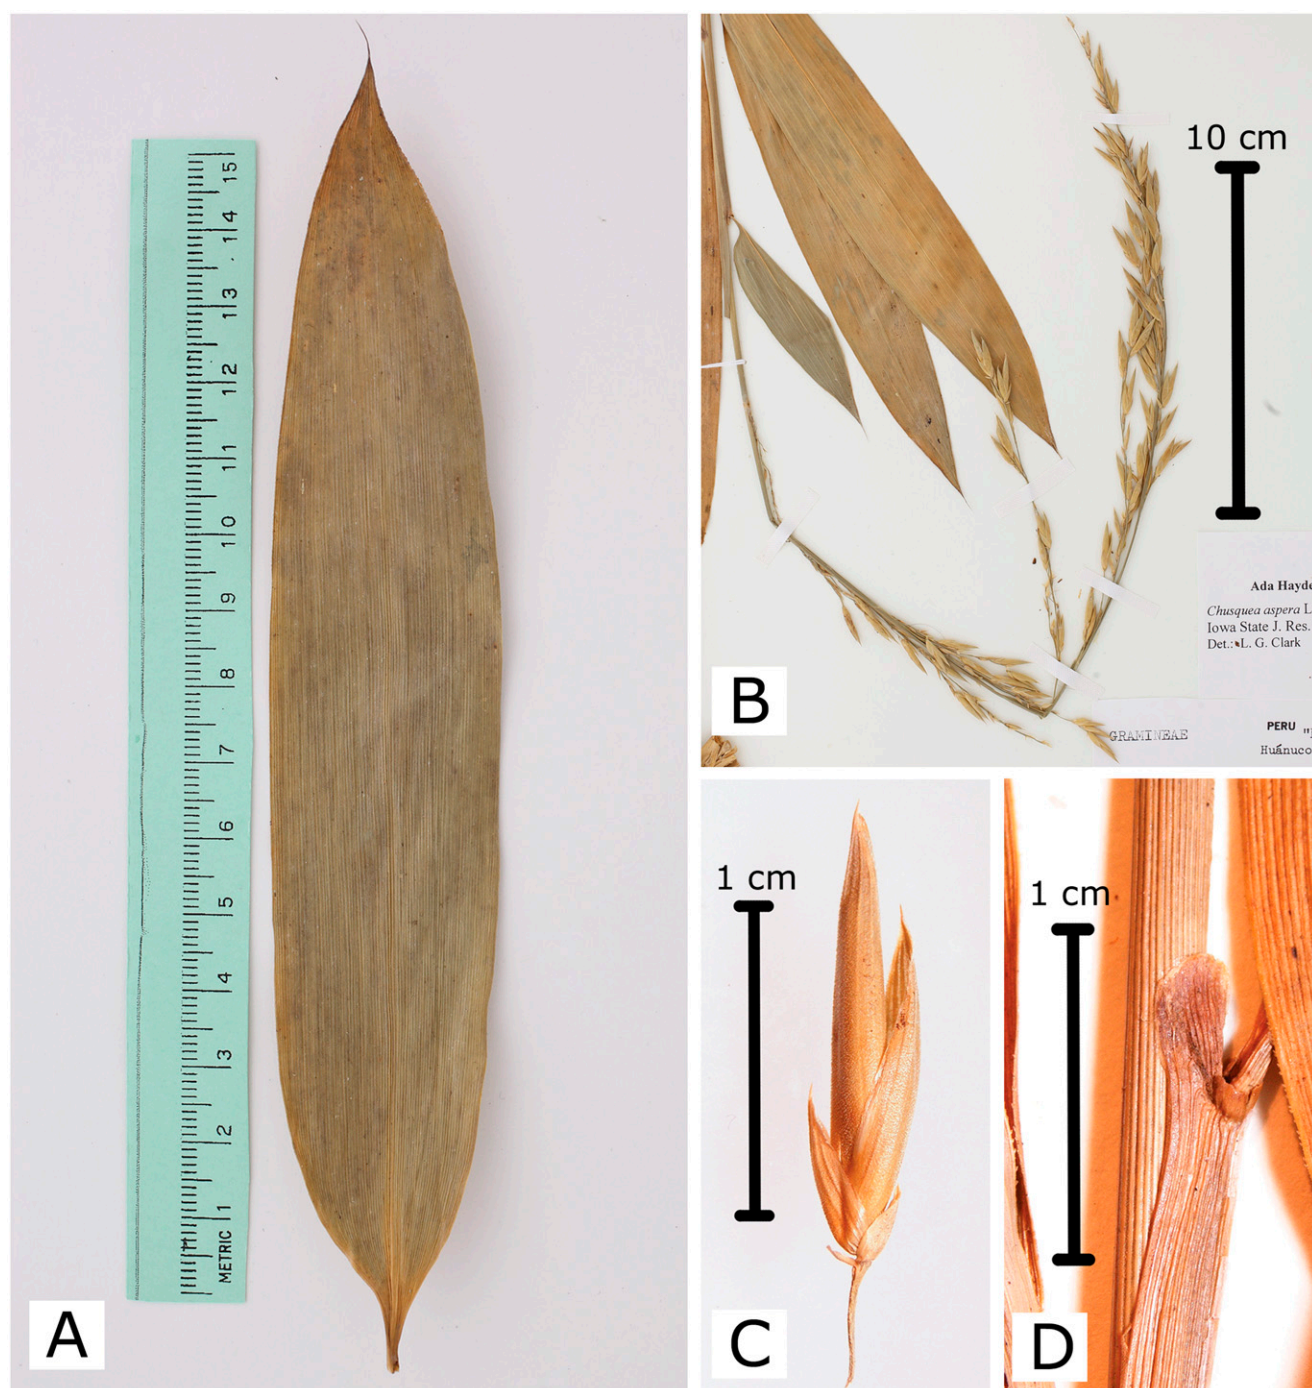 15
14
13
12
11
10
9
8
7
6
5
4
3
2
1
METRIC
A
10 cm
Ada Hayde
Chusquea aspera L.
Iowa State J. Res.
Det.: L. G. Clark
B
GRAMINEAE
PERU
Huánuco
1 cm
C
1 cm
D